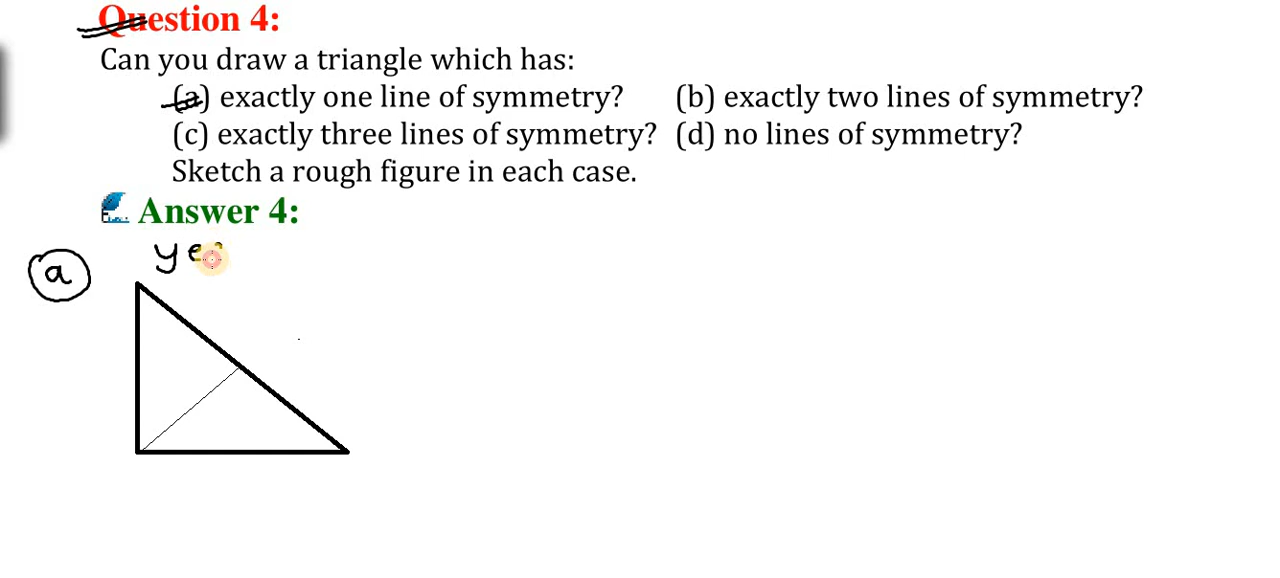 Question 4:
Can you draw a triangle which has:
(a) exactly one line of symmetry? (b) exactly two lines of symmetry?
(c) exactly three lines of symmetry? (d) no lines of symmetry?
Sketch a rough figure in each case.
Answer 4:
a